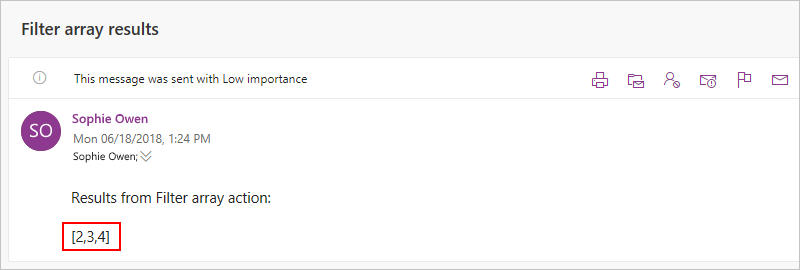 Filter array results
This message was sent with Low importance
SO
Sophie Owen
Mon 06/18/2018, 1:24 PM
Sophie Owen;
Results from Filter array action:
[2,3,4]